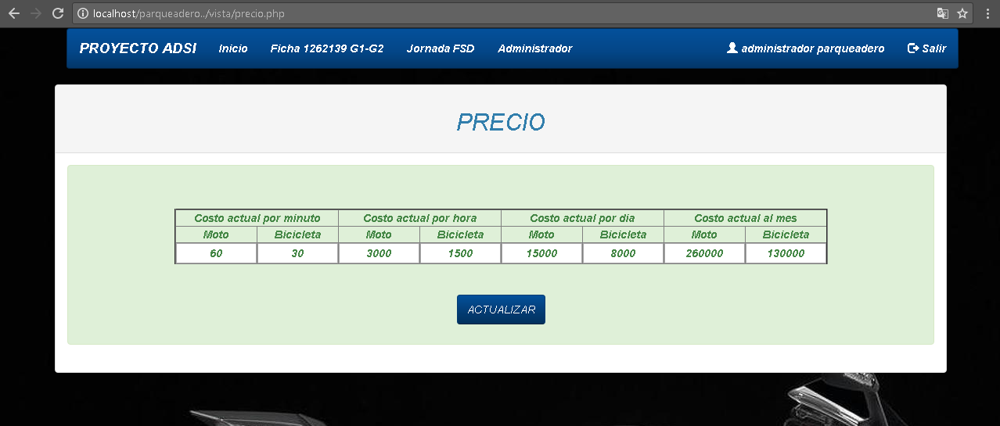 localhost/parqueadero../vista/precio.php
PROYECTO ADSI Inicio Ficha 1262139 G1-G2 Jornada FSD Administrador administrador parqueadero Salir
PRECIO
Costo actual por minuto Costo actual por hora Costo actual por dia Costo actual al mes
Moto Bicicleta Moto Bicicleta Moto Bicicleta Moto Bicicleta
60 30 3000 1500 15000 8000 260000 130000
ACTUALIZAR